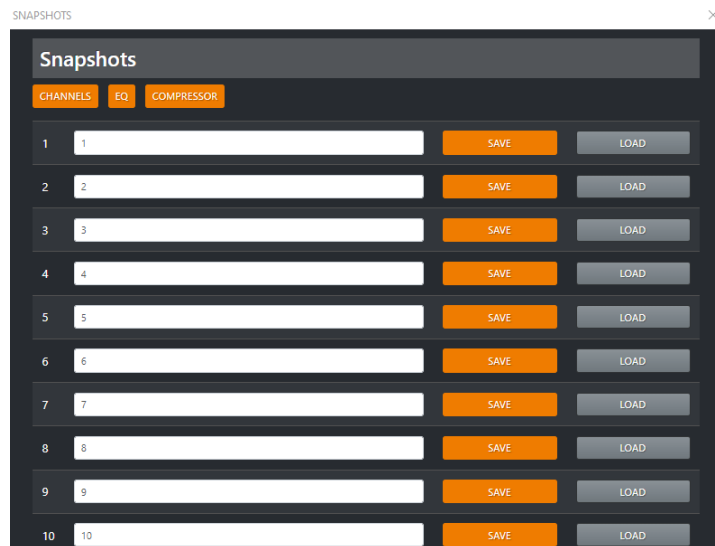 SNAPSHOTS
Snapshots
CHANNELS EQ COMPRESSOR
1 1 SAVE LOAD
2 2 SAVE LOAD
3 3 SAVE LOAD
4 4 SAVE LOAD
5 5 SAVE LOAD
6 6 SAVE LOAD
7 7 SAVE LOAD
8 8 SAVE LOAD
9 9 SAVE LOAD
10 10 SAVE LOAD